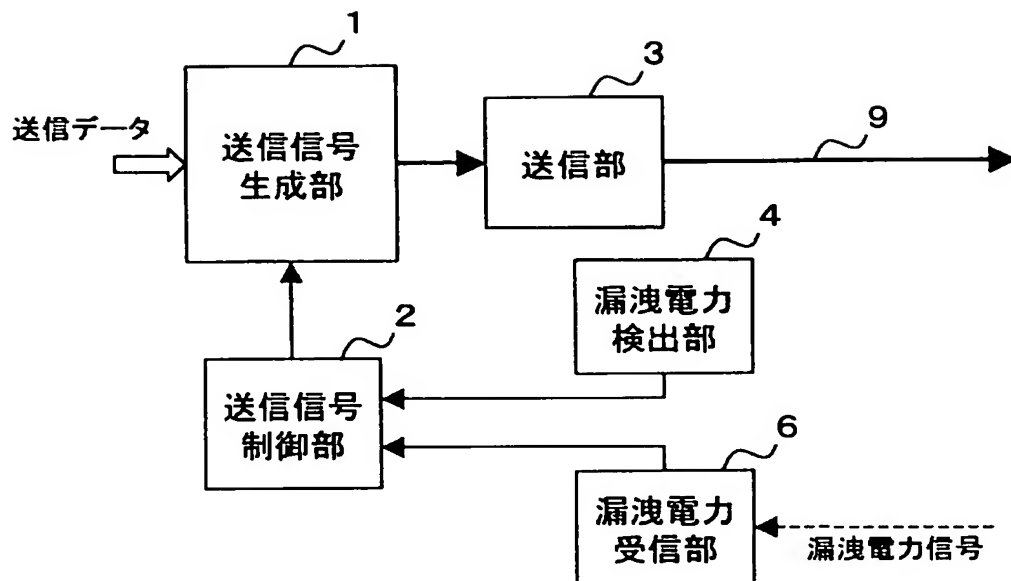 1
3
送信データ
送信信号
生成部
送信部
9
4
漏洩電力
検出部
2
送信信号
制御部
6
漏洩電力
受信部
漏洩電力信号